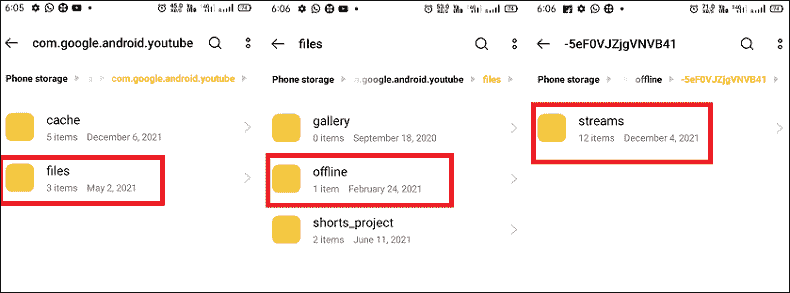 6:05
com.google.android.youtube
Phone storage com.google.android.youtube
cache
5 items December 6, 2021
files
3 items May 2, 2021
6:06
files
Phone storage .google.android.youtube files
gallery
0 items September 18, 2020
offline
1 item February 24, 2021
shorts_project
2 items June 11, 2021
6:06
-5eF0VJZjgVNVB41
Phone storage offline -5eF0VJZjgVNVB41
streams
12 items December 4, 2021